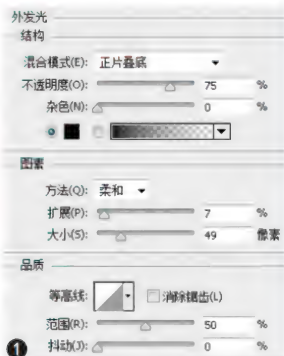 外发光
结构
混合模式(E): 正片叠底
不透明度(O): 75 %
杂色(N): 0 %
图素
方法(Q): 柔和
扩展(P): 7 %
大小(S): 49 像素
品质
等高线: 消除锯齿(L)
范围(R): 50 %
❶ 抖动(J): 0 %